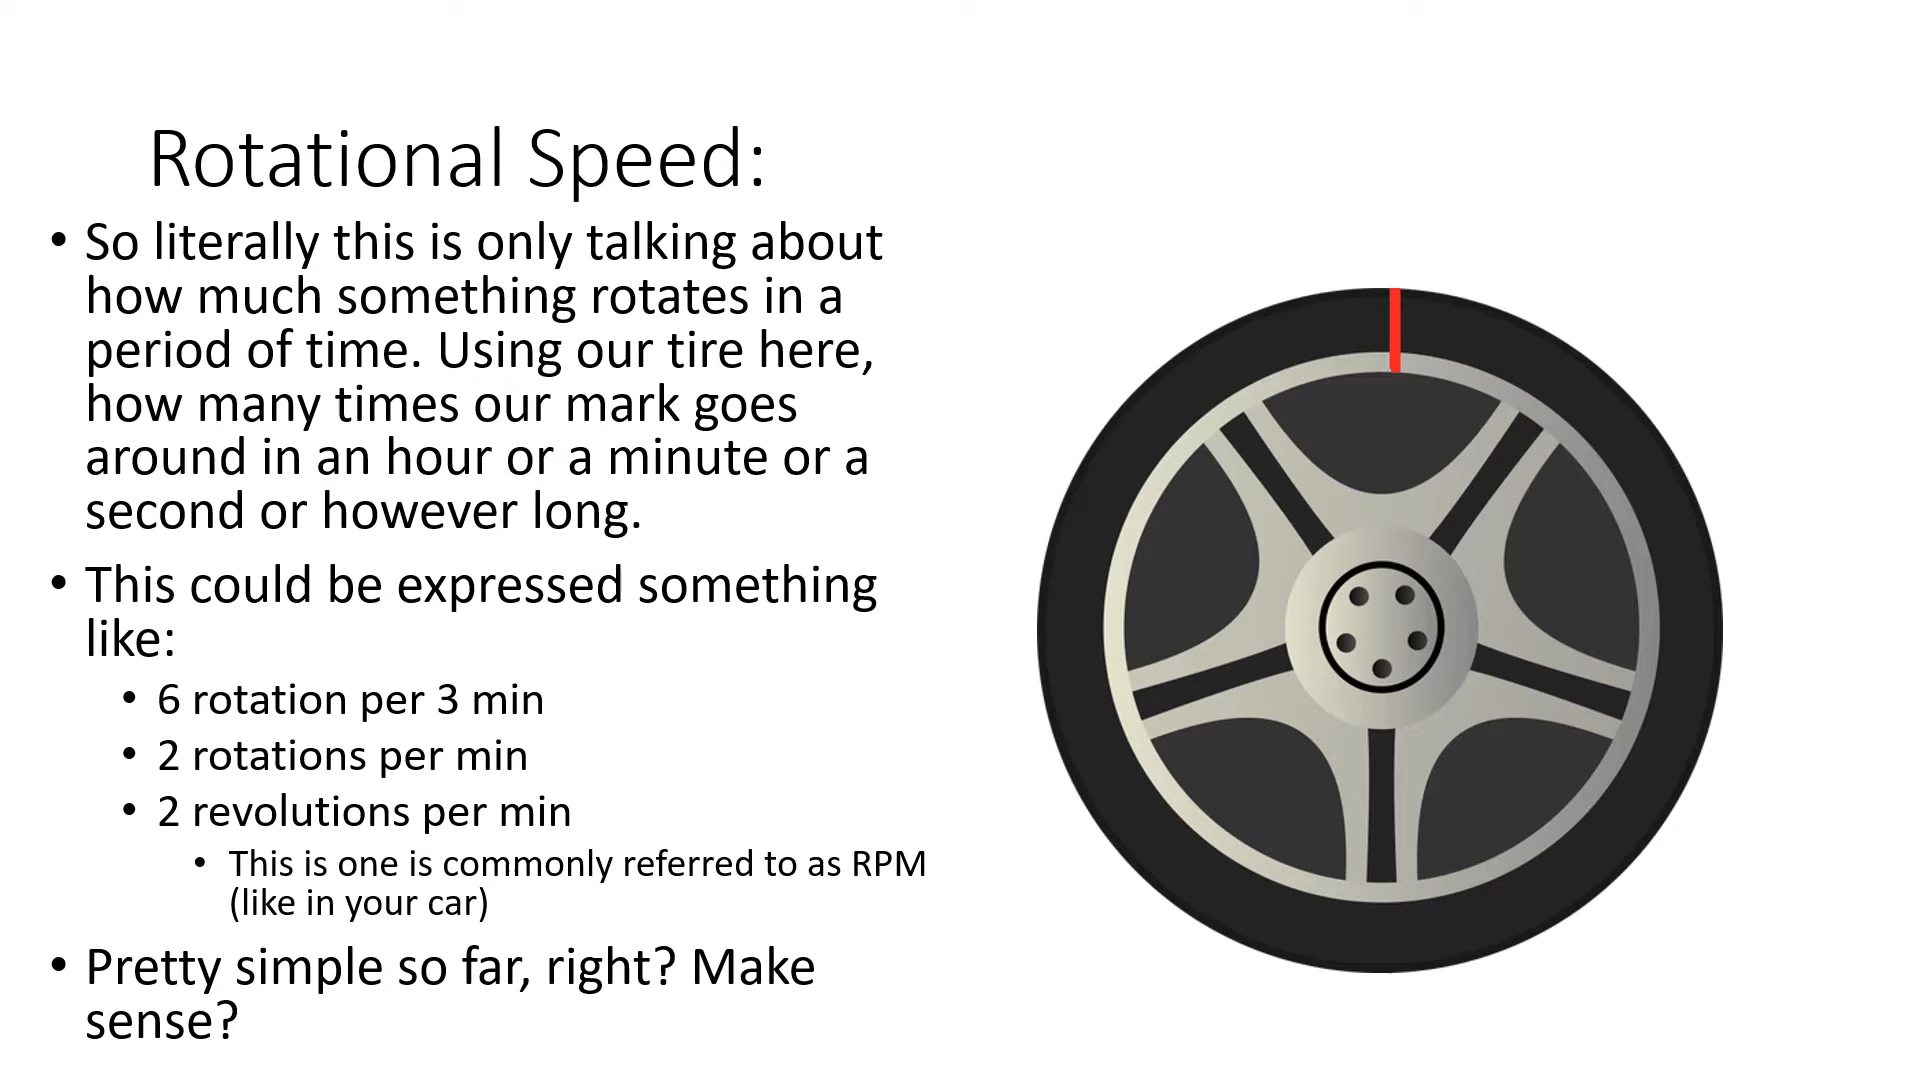 Rotational Speed:
• So literally this is only talking about
how much something rotates in a
period of time. Using our tire here,
how many times our mark goes
around in an hour or a minute or a
second or however long.
• This could be expressed something
like:
• 6 rotation per 3 min
• 2 rotations per min
• 2 revolutions per min
• This is one is commonly referred to as RPM
(like in your car)
• Pretty simple so far, right? Make
sense?